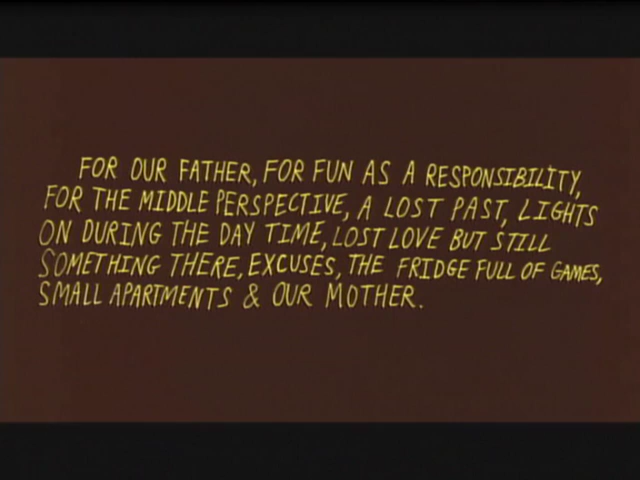 FOR OUR FATHER, FOR FUN AS A RESPONSIBILITY,
FOR THE MIDDLE PERSPECTIVE, A LOST PAST, LIGHTS
ON DURING THE DAY TIME, LOST LOVE BUT STILL
SOMETHING THERE, EXCUSES, THE FRIDGE FULL OF GAMES,
SMALL APARTMENTS & OUR MOTHER.